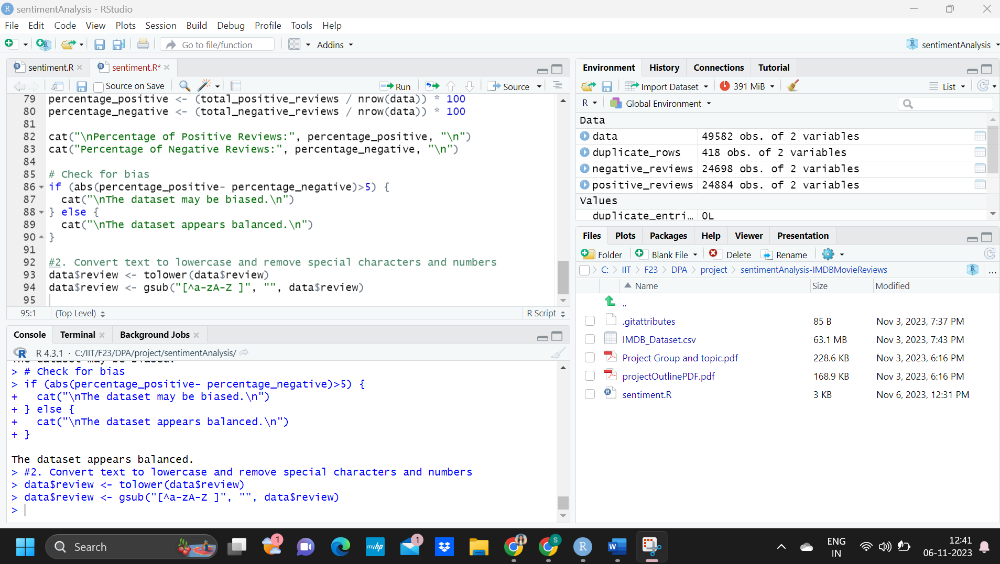 sentimentAnalysis - RStudio
File Edit Code View Plots Session Build Debug Profile Tools Help
Go to file/function Addins sentimentAnalysis
sentiment.R sentiment.R*
Source on Save Run Source
79 percentage_positive <- (total_positive_reviews / nrow(data)) * 100
80 percentage_negative <- (total_negative_reviews / nrow(data)) * 100
81
82 cat("\nPercentage of Positive Reviews:", percentage_positive, "\n")
83 cat("Percentage of Negative Reviews:", percentage_negative, "\n")
84
85 # Check for bias
86 if (abs(percentage_positive- percentage_negative)>5) {
87 cat("\nThe dataset may be biased.\n")
88 } else {
89 cat("\nThe dataset appears balanced.\n")
90 }
91
92 #2. Convert text to lowercase and remove special characters and numbers
93 data$review <- tolower(data$review)
94 data$review <- gsub("[^a-zA-Z ]", "", data$review)
95
95:1 (Top Level) R Script
Console Terminal Background Jobs
R 4.3.1 · C:/IIT/F23/DPA/project/sentimentAnalysis/
The dataset may be biased.
> # Check for bias
> if (abs(percentage_positive- percentage_negative)>5) {
+ cat("\nThe dataset may be biased.\n")
+ } else {
+ cat("\nThe dataset appears balanced.\n")
+ }
The dataset appears balanced.
> #2. Convert text to lowercase and remove special characters and numbers
> data$review <- tolower(data$review)
> data$review <- gsub("[^a-zA-Z ]", "", data$review)
>
Environment History Connections Tutorial
Import Dataset 391 MiB List
R Global Environment
Data
data 49582 obs. of 2 variables
duplicate_rows 418 obs. of 2 variables
negative_reviews 24698 obs. of 2 variables
positive_reviews 24884 obs. of 2 variables
Values
duplicate_entri... 0L
Files Plots Packages Help Viewer Presentation
Folder Blank File Delete Rename
C: IIT F23 DPA project sentimentAnalysis-IMDBMovieReviews ...
Name Size Modified
..
.gitattributes 85 B Nov 3, 2023, 7:37 PM
IMDB_Dataset.csv 63.1 MB Nov 3, 2023, 7:43 PM
Project Group and topic.pdf 228.6 KB Nov 3, 2023, 6:16 PM
projectOutlinePDF.pdf 168.9 KB Nov 3, 2023, 6:16 PM
sentiment.R 3 KB Nov 6, 2023, 12:31 PM
Search 1 myhp 1 S R W ENG 12:41
IN 06-11-2023